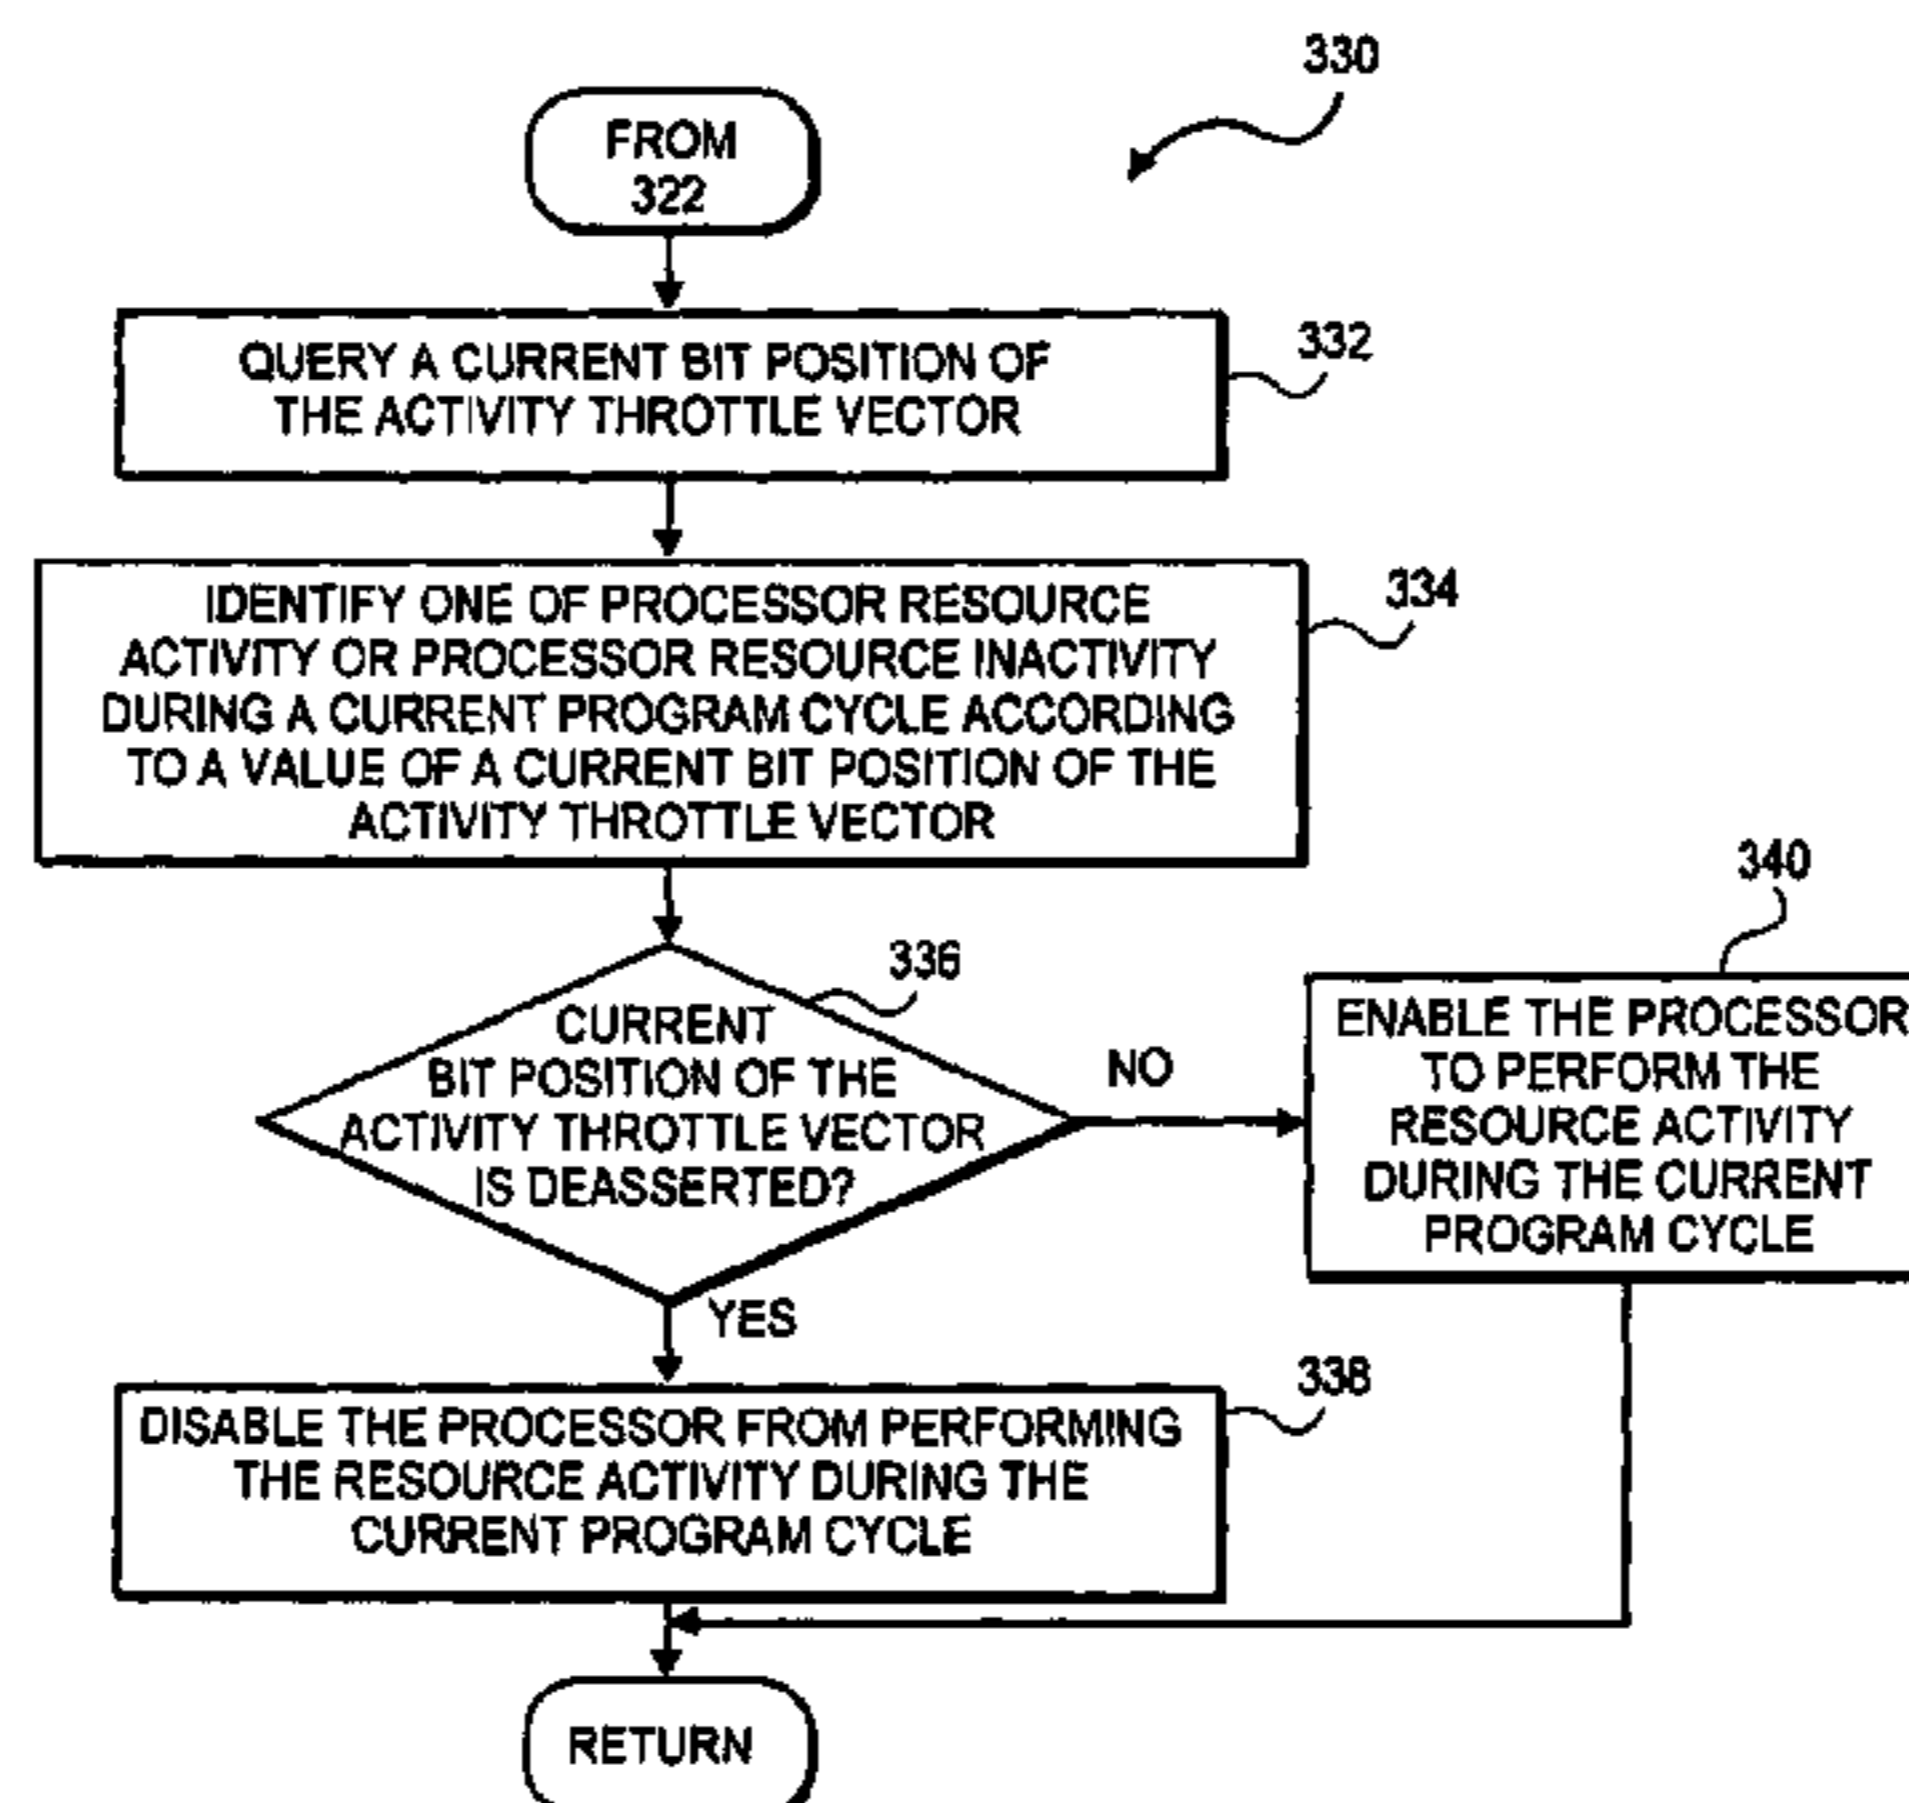 330
FROM
322
QUERY A CURRENT BIT POSITION OF
THE ACTIVITY THROTTLE VECTOR
332
IDENTIFY ONE OF PROCESSOR RESOURCE
ACTIVITY OR PROCESSOR RESOURCE INACTIVITY
DURING A CURRENT PROGRAM CYCLE ACCORDING
TO A VALUE OF A CURRENT BIT POSITION OF THE
ACTIVITY THROTTLE VECTOR
334
336
CURRENT
BIT POSITION OF THE
ACTIVITY THROTTLE VECTOR
IS DEASSERTED?
NO
340
ENABLE THE PROCESSOR
TO PERFORM THE
RESOURCE ACTIVITY
DURING THE CURRENT
PROGRAM CYCLE
YES
338
DISABLE THE PROCESSOR FROM PERFORMING
THE RESOURCE ACTIVITY DURING THE
CURRENT PROGRAM CYCLE
RETURN